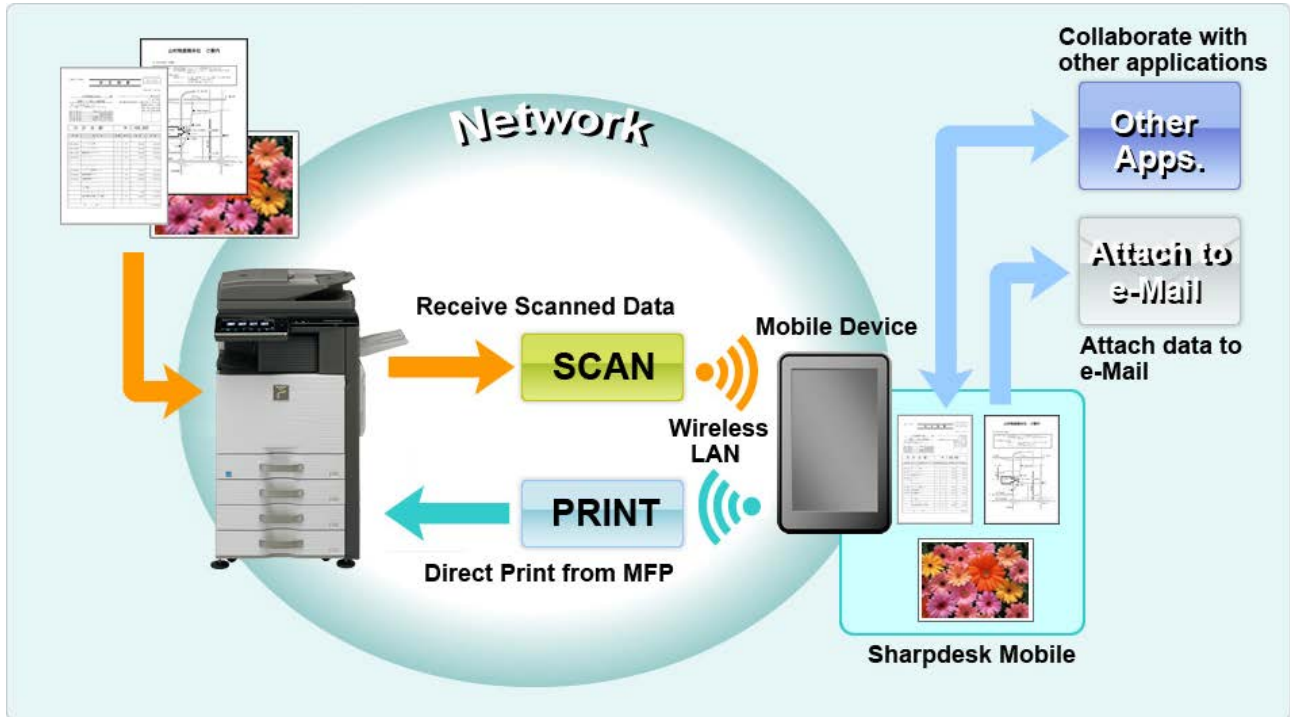 Collaborate with
other applications
Other
Apps.
Network
Attach to
e-Mail
Attach data to
e-Mail
Receive Scanned Data
SCAN
Mobile Device
Wireless
LAN
PRINT
Direct Print from MFP
Sharpdesk Mobile